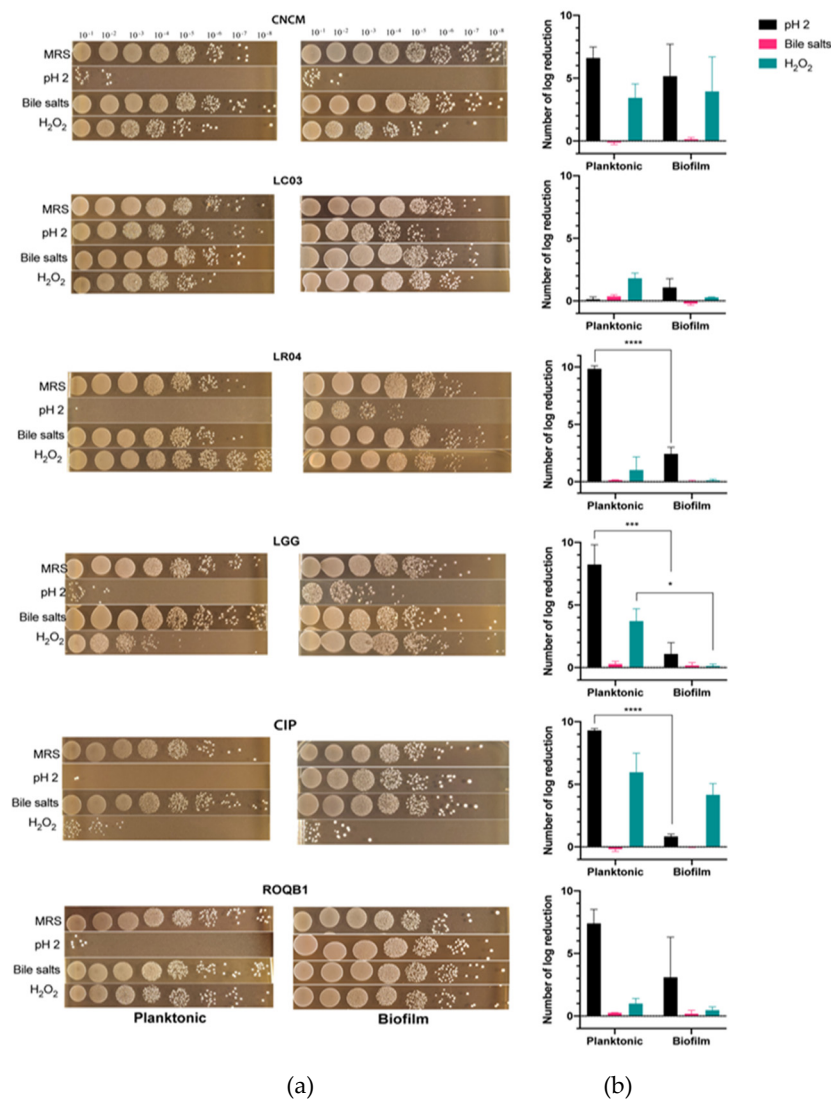 CNCM
10-1 10-2 10-3 10-4 10-5 10-6 10-7 10-8
10-1 10-2 10-3 10-4 10-5 10-6 10-7 10-8
MRS
pH 2
Bile salts
H2O2
Number of log reduction
10
5
0
Planktonic
Biofilm
pH 2
Bile salts
H2O2
LC03
MRS
pH 2
Bile salts
H2O2
Number of log reduction
10
5
0
Planktonic
Biofilm
LR04
MRS
pH 2
Bile salts
H2O2
Number of log reduction
10
5
0
****
Planktonic
Biofilm
LGG
MRS
pH 2
Bile salts
H2O2
Number of log reduction
10
5
0
***
*
Planktonic
Biofilm
CIP
MRS
pH 2
Bile salts
H2O2
Number of log reduction
10
5
0
****
Planktonic
Biofilm
ROQB1
MRS
pH 2
Bile salts
H2O2
Planktonic
Biofilm
Number of log reduction
10
5
0
Planktonic
Biofilm
(a)
(b)